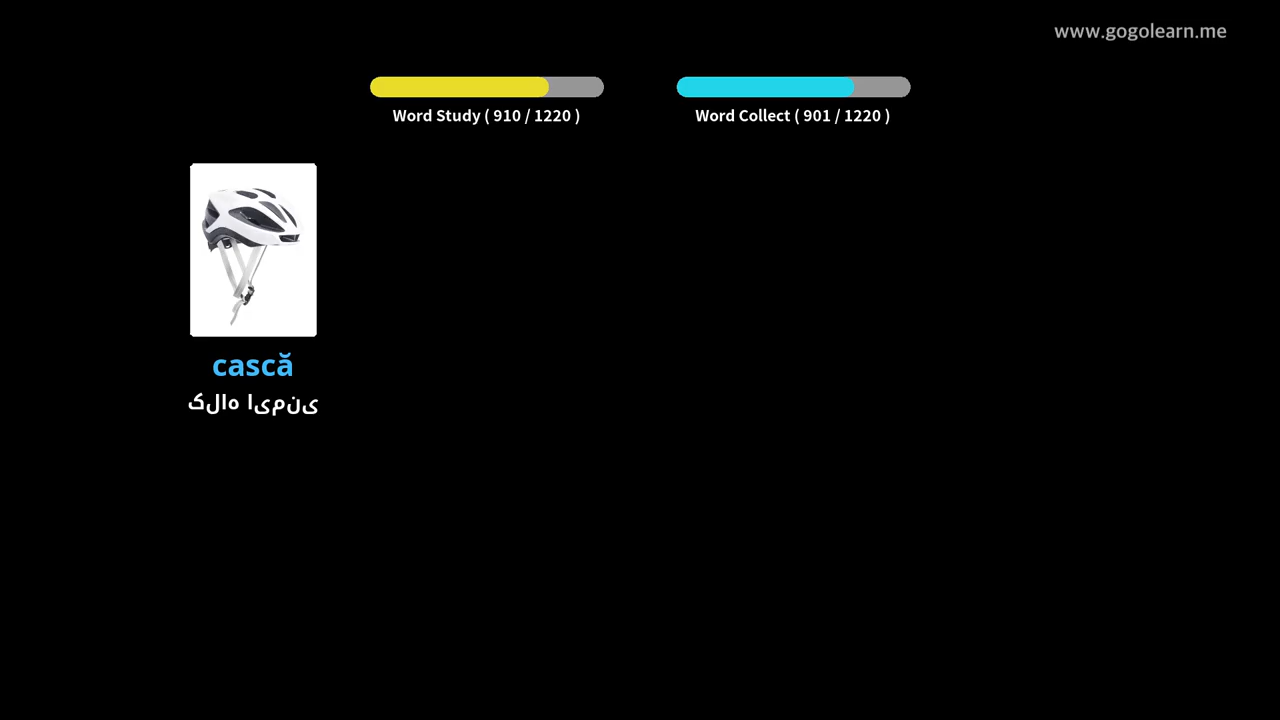 www.gogolearn.me
Word Study ( 910 / 1220 )
Word Collect ( 901 / 1220 )
cască
کلاه ایمنی